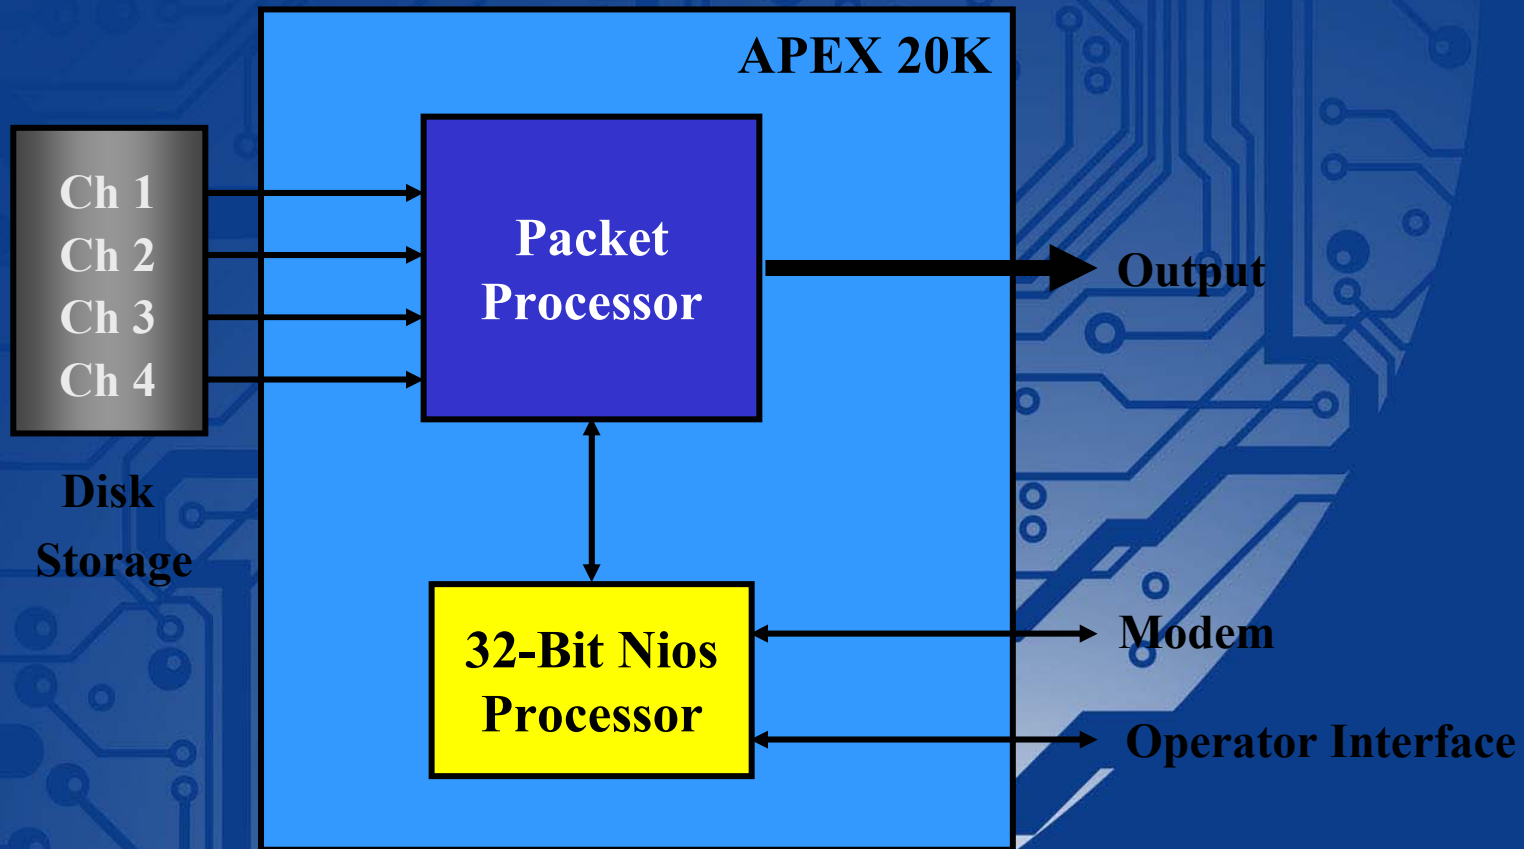 APEX 20K
Ch 1
Ch 2
Ch 3
Ch 4
Disk
Storage
Packet
Processor
Output
32-Bit Nios
Processor
Modem
Operator Interface